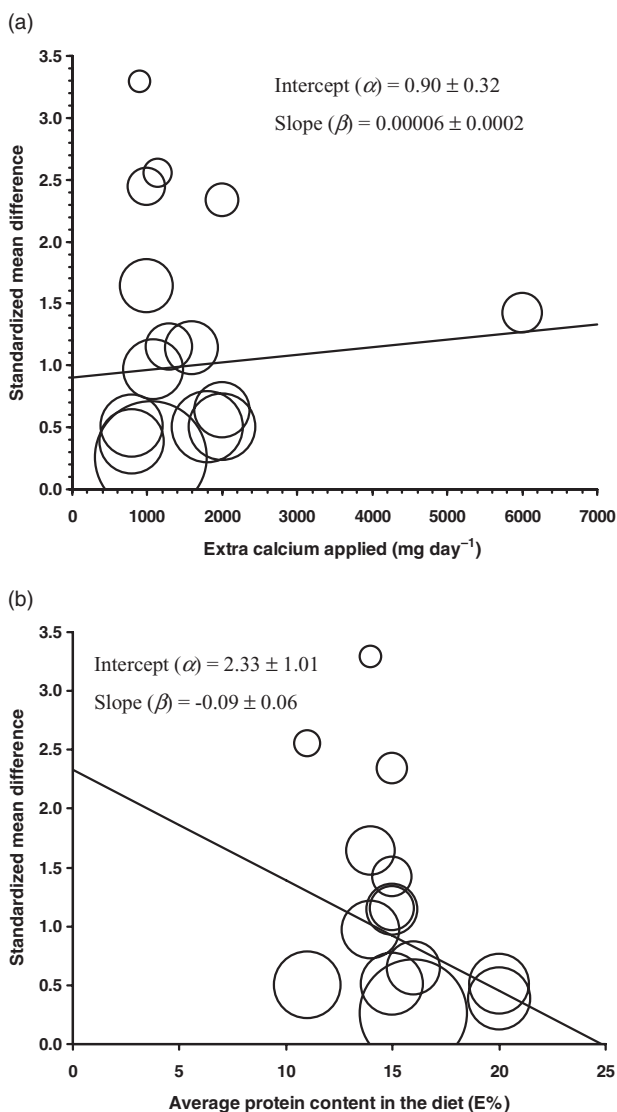 (a)
3.5
3.0
2.5
2.0
1.5
1.0
0.5
0.0
Standardized mean difference
Intercept (α) = 0.90 ± 0.32
Slope (β) = 0.00006 ± 0.0002
0 1000 2000 3000 4000 5000 6000 7000
Extra calcium applied (mg day⁻¹)
(b)
3.5
3.0
2.5
2.0
1.5
1.0
0.5
0.0
Standardized mean difference
Intercept (α) = 2.33 ± 1.01
Slope (β) = -0.09 ± 0.06
0 5 10 15 20 25
Average protein content in the diet (E%)